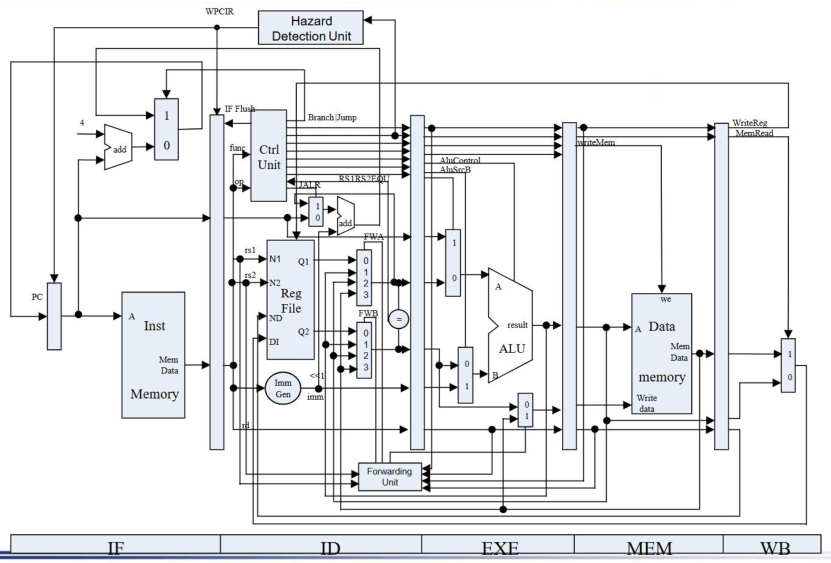 WPCIR
Hazard
Detection Unit
1
0
4
add
IF Flush
Branch|Jump
Ctrl
Unit
func
op
JALR
RS1RS2EQU
1
0
add
AluControl
AluSrcB
writeMem
WriteReg
MemRead
PC
A
Inst
Memory
Mem
Data
rs1
rs2
N1
N2
ND
DI
Q1
Q2
Reg
File
FWA
0
1
2
3
FWB
0
1
2
3
=
Imm
Gen
<<1
imm
rd
1
0
0
1
A
B
result
ALU
0
1
Forwarding
Unit
we
A
Data
memory
Mem
Data
Write
data
1
0
IF
ID
EXE
MEM
WB